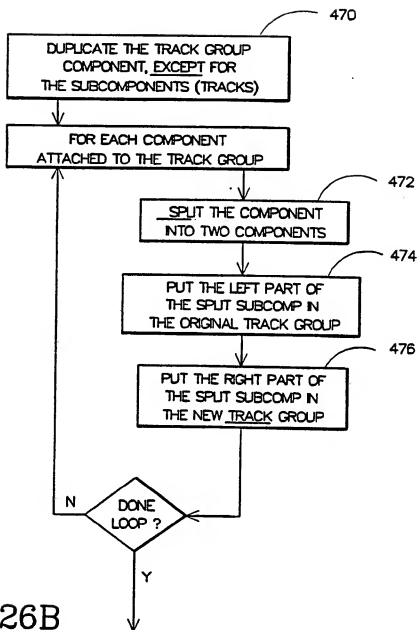 470
DUPLICATE THE TRACK GROUP
COMPONENT, EXCEPT FOR
THE SUBCOMPONENTS (TRACKS)
FOR EACH COMPONENT
ATTACHED TO THE TRACK GROUP
472
SPLIT THE COMPONENT
INTO TWO COMPONENTS
474
PUT THE LEFT PART OF
THE SPLIT SUBCOMP IN
THE ORIGINAL TRACK GROUP
476
PUT THE RIGHT PART OF
THE SPLIT SUBCOMP IN
THE NEW TRACK GROUP
N
DONE
LOOP ?
Y
26B